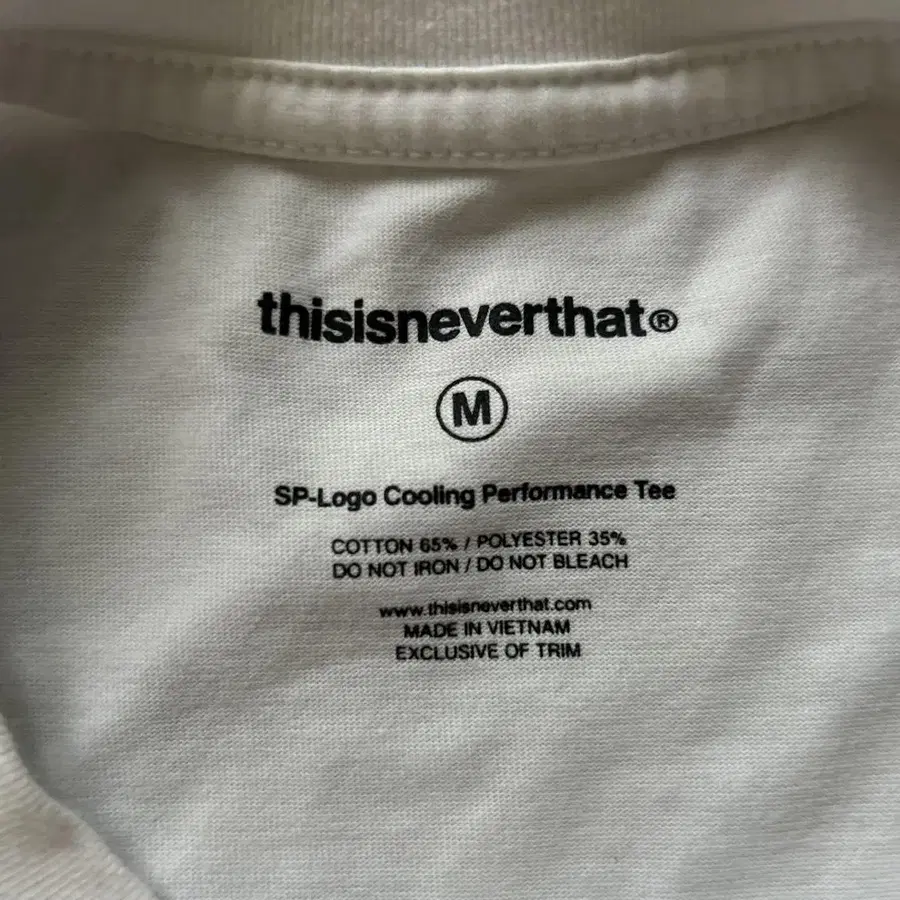 thisisneverthat®
M
SP-Logo Cooling Performance Tee
COTTON 65% / POLYESTER 35%
DO NOT IRON / DO NOT BLEACH
www.thisisneverthat.com
MADE IN VIETNAM
EXCLUSIVE OF TRIM